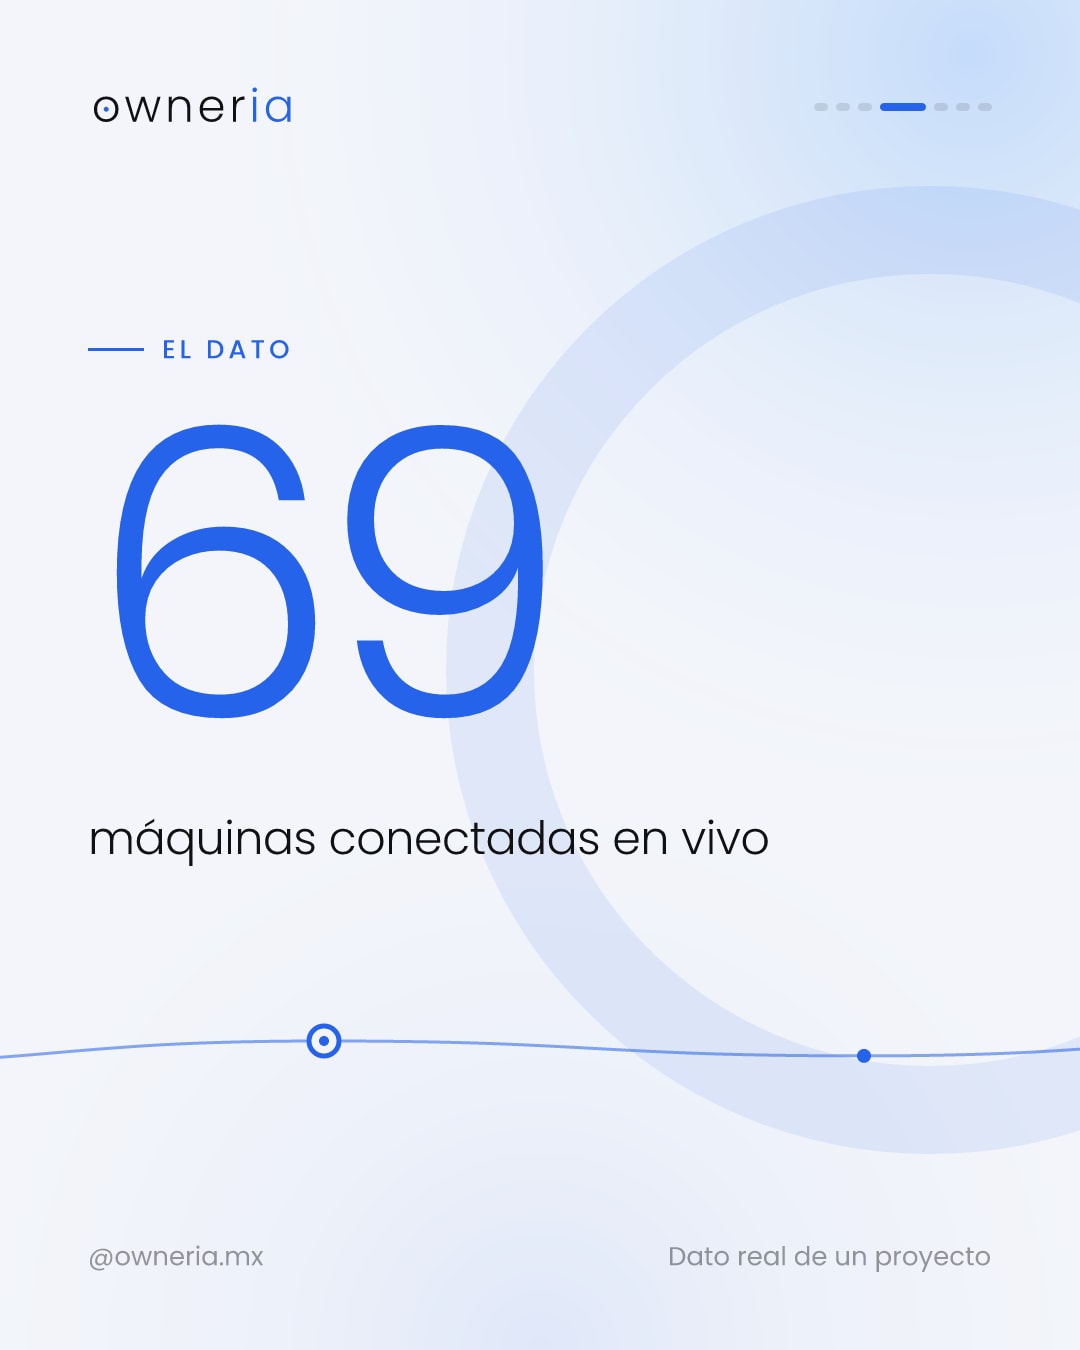 owneria
EL DATO
69
máquinas conectadas en vivo
@owneria.mx
Dato real de un proyecto